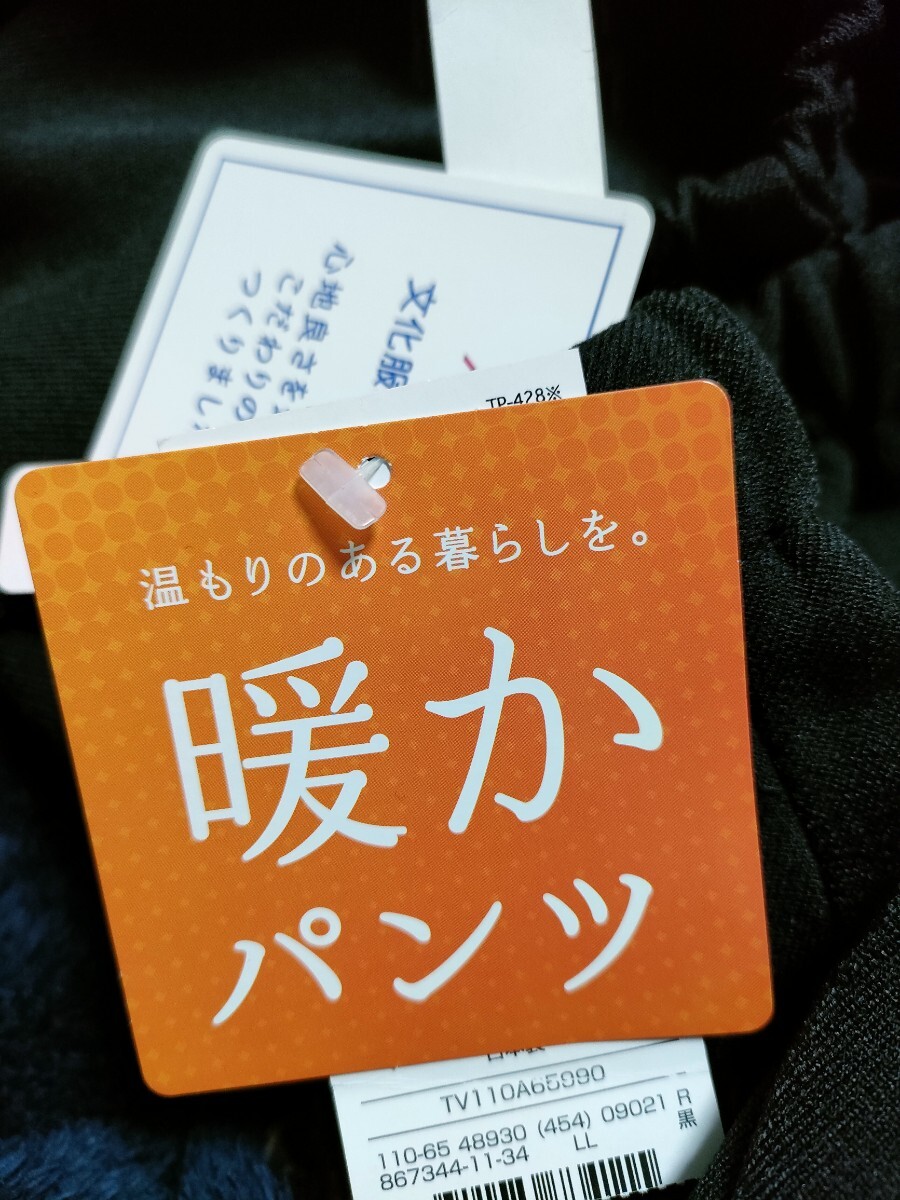 文化服
心地良さを
こだわりの
つくりまし
TP-428※
温もりのある暮らしを。
暖か
パンツ
日本製
TV110A65990
110-65 48930 (454) 09021 R
867344-11-34 LL 黒